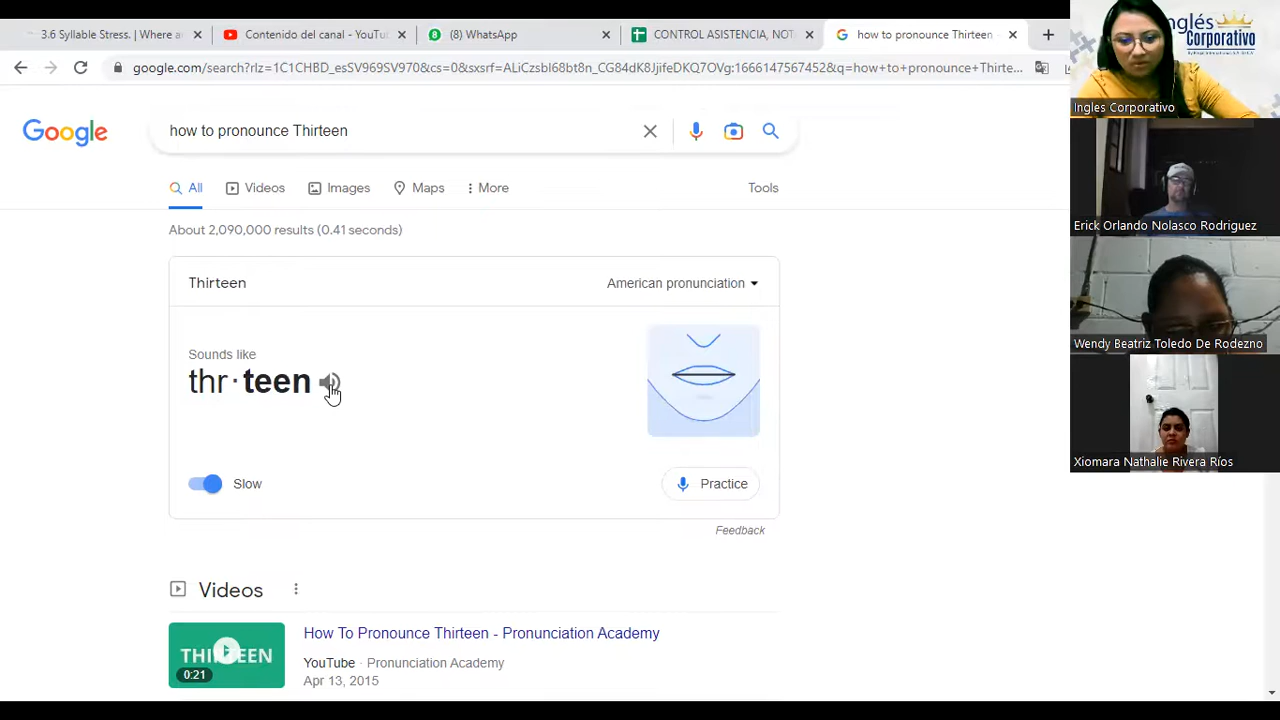 3.6 Syllable Stress. | Where a
Contenido del canal - YouTu
(8) WhatsApp
CONTROL ASISTENCIA, NOT
how to pronounce Thirteen -
google.com/search?rlz=1C1CHBD_esSV969SV970&cs=0&sxsrf=ALiCzsbI68bt8n_CG84dK8JjifeDKQ7OVg:1666147567452&q=how+to+pronounce+Thirte...
Google
how to pronounce Thirteen
All
Videos
Images
Maps
More
Tools
About 2,090,000 results (0.41 seconds)
Thirteen
American pronunciation
Sounds like
thr·teen
Slow
Practice
Feedback
Videos
THIRTEEN
0:21
How To Pronounce Thirteen - Pronunciation Academy
YouTube · Pronunciation Academy
Apr 13, 2015
Inglés
Corporativo
Ingles Corporativo
Erick Orlando Nolasco Rodriguez
Wendy Beatriz Toledo De Rodezno
Xiomara Nathalie Rivera Ríos